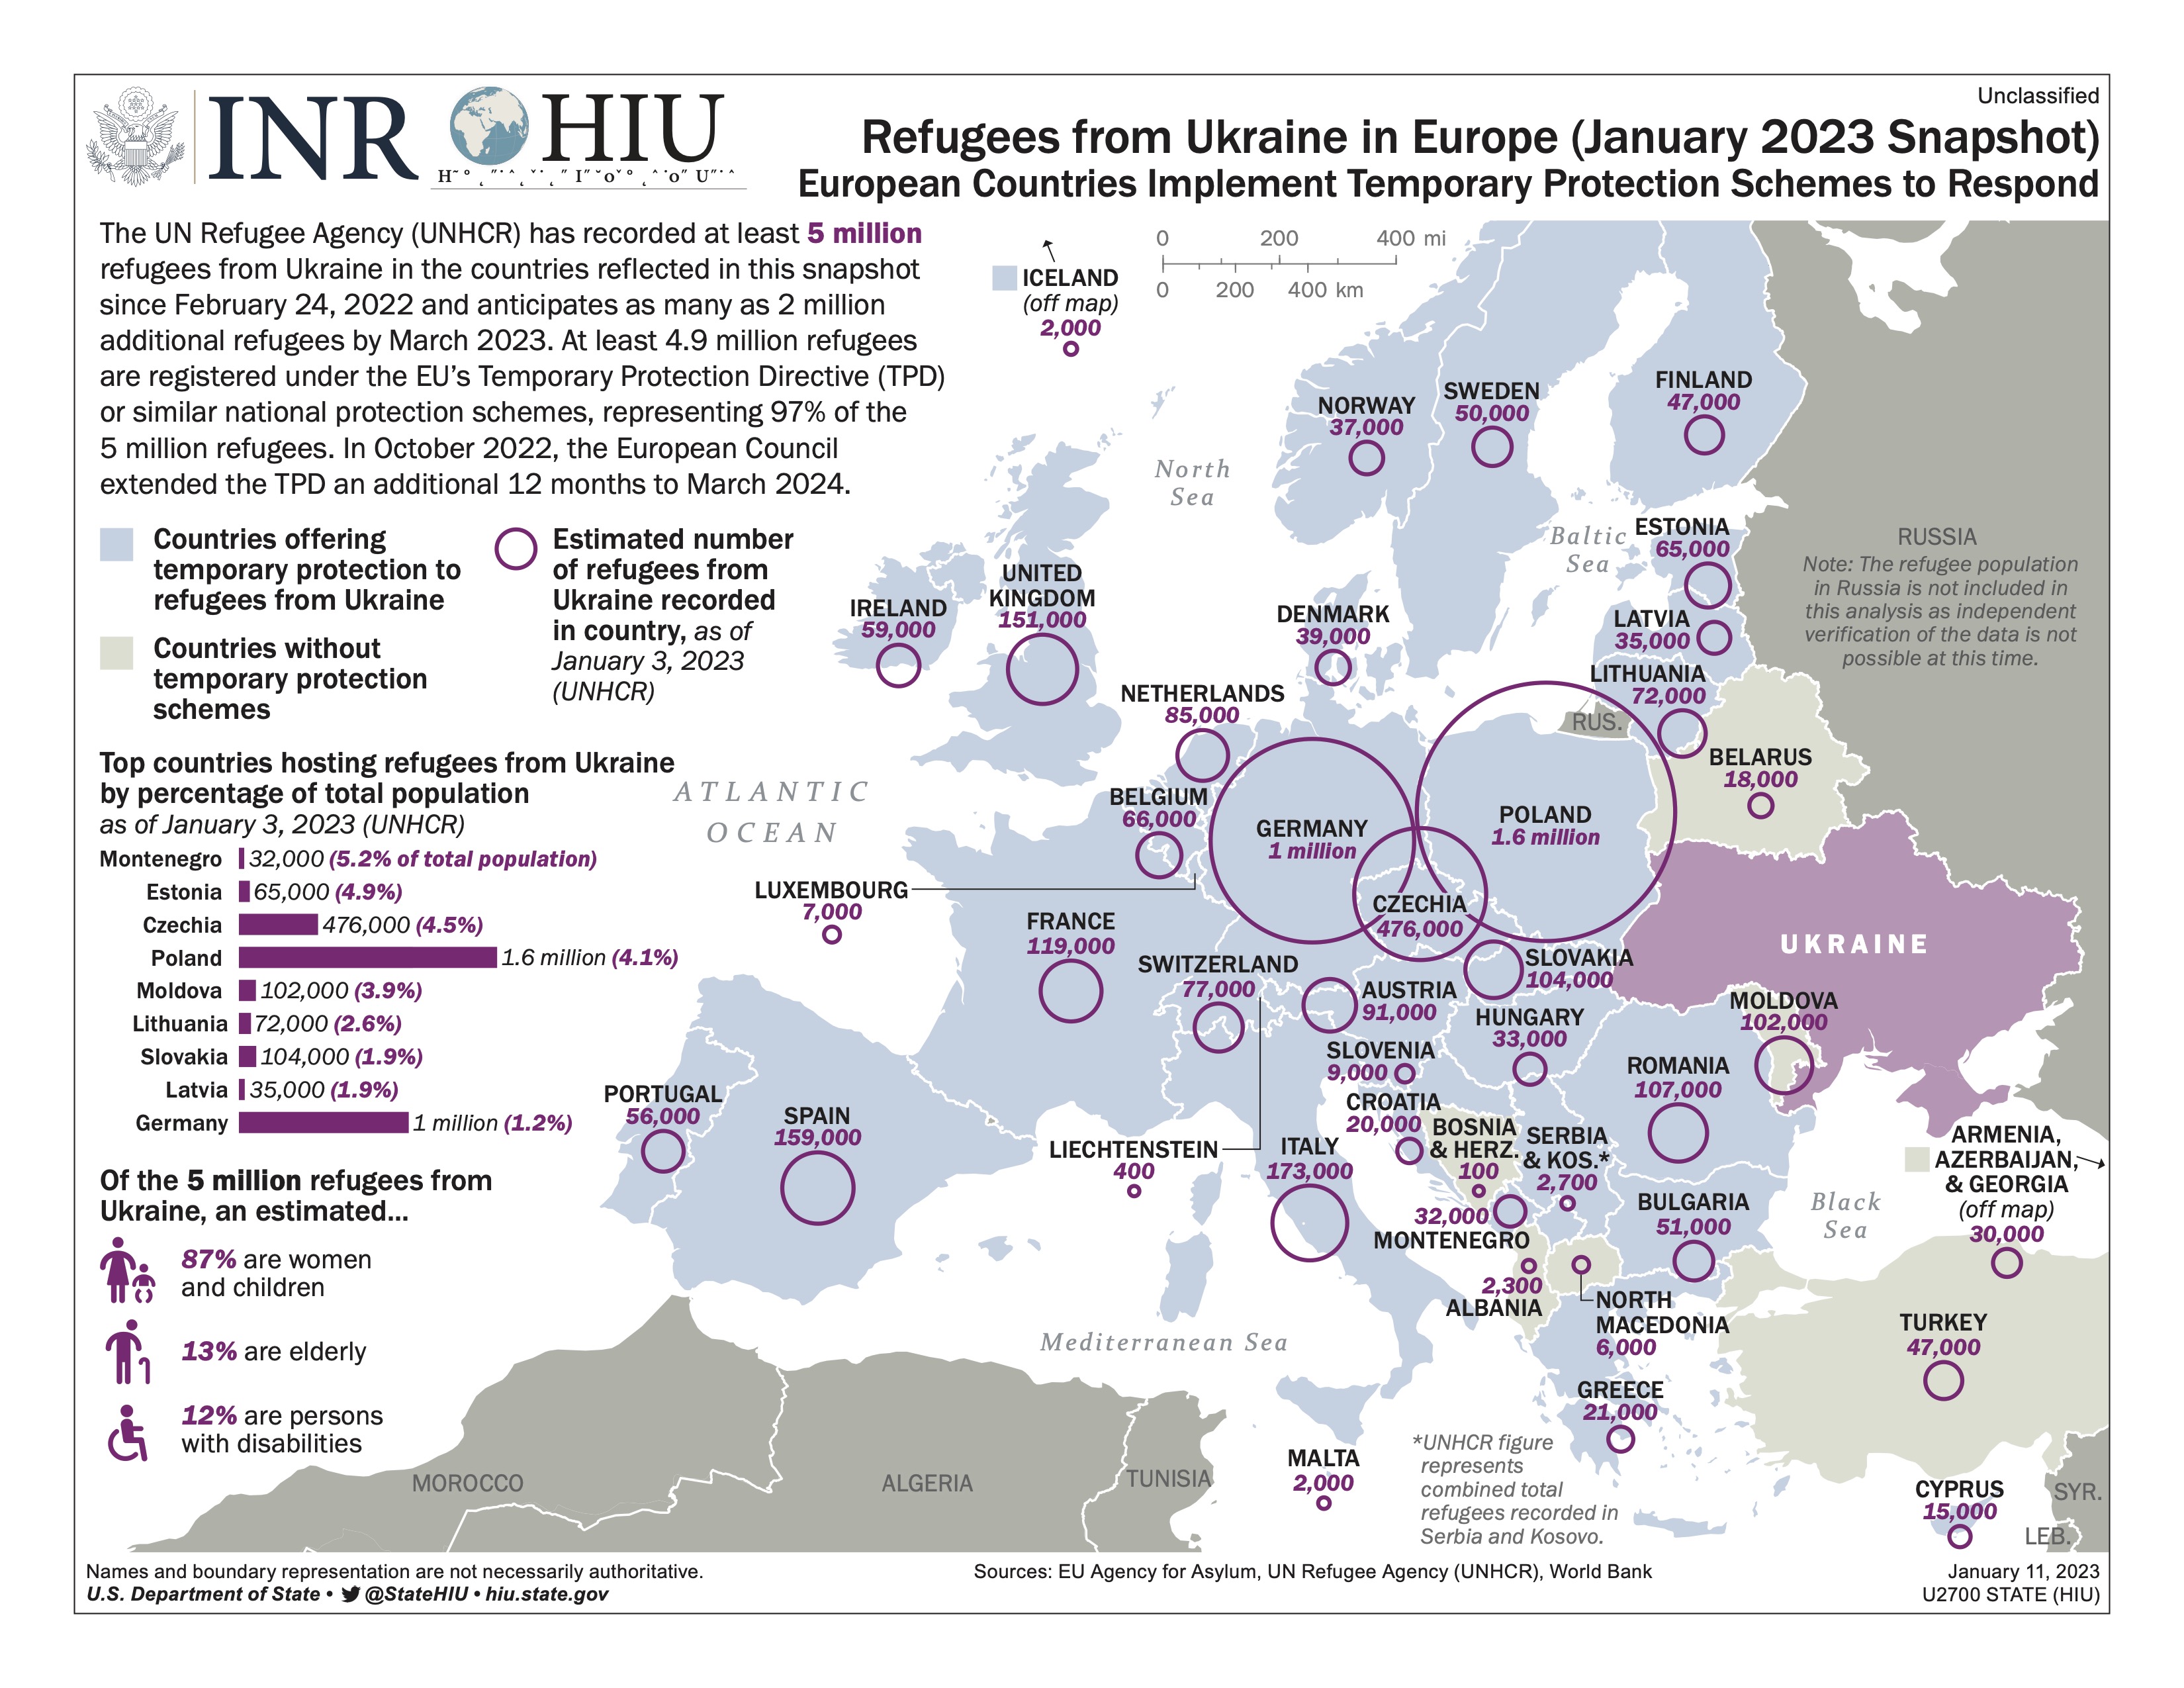 INR
HIU
Unclassified
Refugees from Ukraine in Europe (January 2023 Snapshot)
European Countries Implement Temporary Protection Schemes to Respond
The UN Refugee Agency (UNHCR) has recorded at least 5 million
refugees from Ukraine in the countries reflected in this snapshot
since February 24, 2022 and anticipates as many as 2 million
additional refugees by March 2023. At least 4.9 million refugees
are registered under the EU's Temporary Protection Directive (TPD)
or similar national protection schemes, representing 97% of the
5 million refugees. In October 2022, the European Council
extended the TPD an additional 12 months to March 2024.
Countries offering
temporary protection to
refugees from Ukraine
Countries without
temporary protection
schemes
Estimated number
of refugees from
Ukraine recorded
in country, as of
January 3, 2023
(UNHCR)
Top countries hosting refugees from Ukraine
by percentage of total population
as of January 3, 2023 (UNHCR)
Montenegro 32,000 (5.2% of total population)
Estonia 65,000 (4.9%)
Czechia 476,000 (4.5%)
Poland 1.6 million (4.1%)
Moldova 102,000 (3.9%)
Lithuania 72,000 (2.6%)
Slovakia 104,000 (1.9%)
Latvia 35,000 (1.9%)
Germany 1 million (1.2%)
Of the 5 million refugees from
Ukraine, an estimated...
87% are women
and children
13% are elderly
12% are persons
with disabilities
0 200 400 mi
0 200 400 km
ICELAND
(off map)
2,000
NORWAY
37,000
SWEDEN
50,000
FINLAND
47,000
North
Sea
Baltic
Sea
ESTONIA
65,000
RUSSIA
Note: The refugee population
in Russia is not included in
this analysis as independent
verification of the data is not
possible at this time.
IRELAND
59,000
UNITED
KINGDOM
151,000
DENMARK
39,000
LATVIA
35,000
LITHUANIA
72,000
RUS.
NETHERLANDS
85,000
BELARUS
18,000
ATLANTIC
OCEAN
BELGIUM
66,000
GERMANY
1 million
POLAND
1.6 million
LUXEMBOURG
7,000
CZECHIA
476,000
FRANCE
119,000
UKRAINE
SWITZERLAND
77,000
SLOVAKIA
104,000
AUSTRIA
91,000
MOLDOVA
102,000
HUNGARY
33,000
SLOVENIA
9,000
ROMANIA
107,000
PORTUGAL
56,000
SPAIN
159,000
CROATIA
20,000
BOSNIA
& HERZ.
100
SERBIA
& KOS.*
2,700
LIECHTENSTEIN
400
ITALY
173,000
ARMENIA,
AZERBAIJAN,
& GEORGIA
(off map)
30,000
Black
Sea
BULGARIA
51,000
32,000
MONTENEGRO
2,300
ALBANIA
NORTH
MACEDONIA
6,000
TURKEY
47,000
Mediterranean Sea
GREECE
21,000
MALTA
2,000
*UNHCR figure
represents
combined total
refugees recorded in
Serbia and Kosovo.
CYPRUS
15,000
SYR.
LEB.
MOROCCO
ALGERIA
TUNISIA
Names and boundary representation are not necessarily authoritative.
U.S. Department of State • @StateHIU • hiu.state.gov
Sources: EU Agency for Asylum, UN Refugee Agency (UNHCR), World Bank
January 11, 2023
U2700 STATE (HIU)